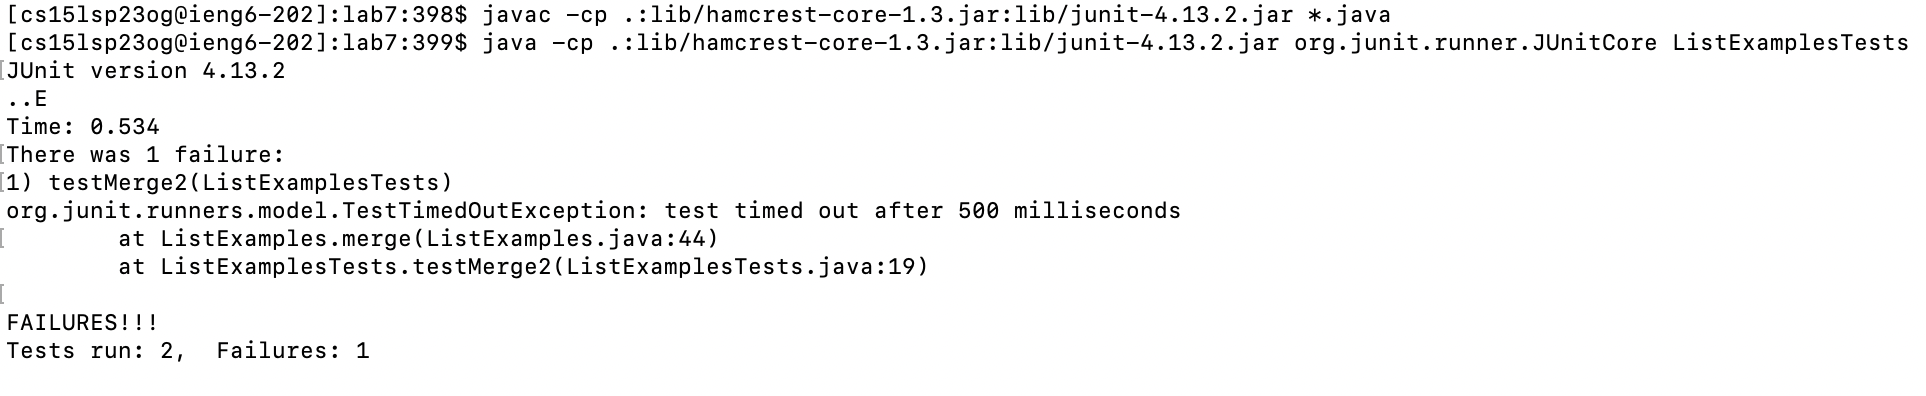 [cs15lsp23og@ieng6-202]:lab7:398$ javac -cp .:lib/hamcrest-core-1.3.jar:lib/junit-4.13.2.jar *.java
[cs15lsp23og@ieng6-202]:lab7:399$ java -cp .:lib/hamcrest-core-1.3.jar:lib/junit-4.13.2.jar org.junit.runner.JUnitCore ListExamplesTests
[JUnit version 4.13.2
..E
Time: 0.534
[There was 1 failure:
[1) testMerge2(ListExamplesTests)
org.junit.runners.model.TestTimedOutException: test timed out after 500 milliseconds
[        at ListExamples.merge(ListExamples.java:44)
        at ListExamplesTests.testMerge2(ListExamplesTests.java:19)
[
FAILURES!!!
Tests run: 2,  Failures: 1